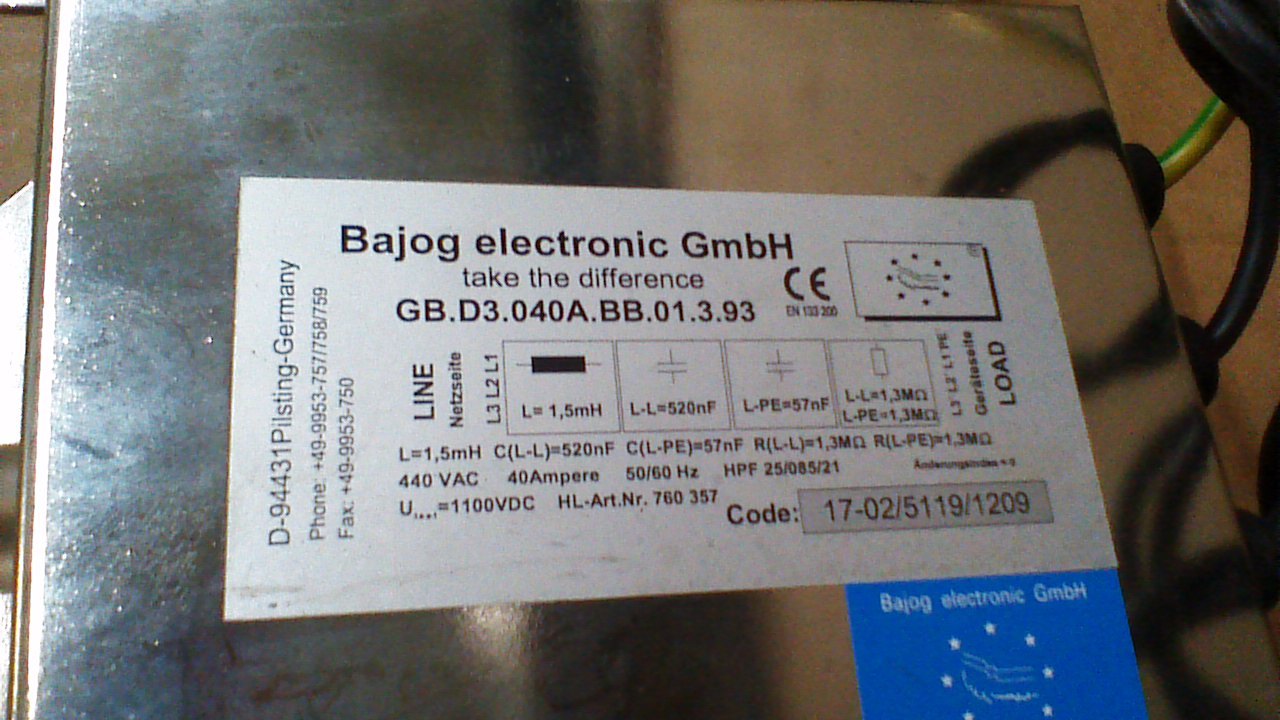 Bajog electronic GmbH
take the difference
GB.D3.040A.BB.01.3.93
CE
EN 133 200
D-94431Pilsting-Germany
Phone: +49-9953-757/758/759
Fax: +49-9953-750
LINE
Netzseite
L3 L2 L1
L= 1,5mH
L-L=520nF
L-PE=57nF
L-L=1,3MΩ
L-PE=1,3MΩ
L3' L2' L1' PE
Geräteseite
LOAD
L=1,5mH C(L-L)=520nF C(L-PE)=57nF R(L-L)=1,3MΩ R(L-PE)=1,3MΩ
440 VAC 40Ampere 50/60 Hz HPF 25/085/21
=1100VDC HL-Art.Nr. 760 357
Code: 17-02/5119/1209
Bajog electronic GmbH